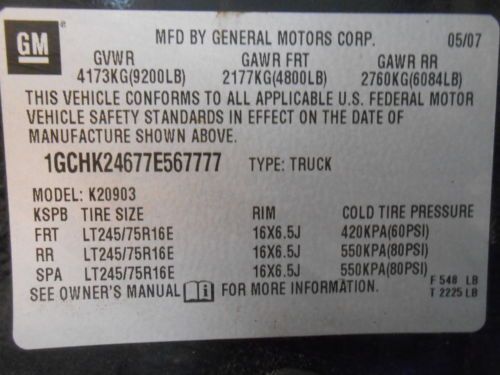 GM
MFD BY GENERAL MOTORS CORP. 05/07
GVWR GAWR FRT GAWR RR
4173KG(9200LB) 2177KG(4800LB) 2760KG(6084LB)
THIS VEHICLE CONFORMS TO ALL APPLICABLE U.S. FEDERAL MOTOR
VEHICLE SAFETY STANDARDS IN EFFECT ON THE DATE OF
MANUFACTURE SHOWN ABOVE.
1GCHK24677E567777 TYPE: TRUCK
MODEL: K20903
KSPB TIRE SIZE RIM COLD TIRE PRESSURE
FRT LT245/75R16E 16X6.5J 420KPA(60PSI)
RR LT245/75R16E 16X6.5J 550KPA(80PSI)
SPA LT245/75R16E 16X6.5J 550KPA(80PSI)
SEE OWNER'S MANUAL i FOR MORE INFORMATION. F 548 LB
T 2225 LB